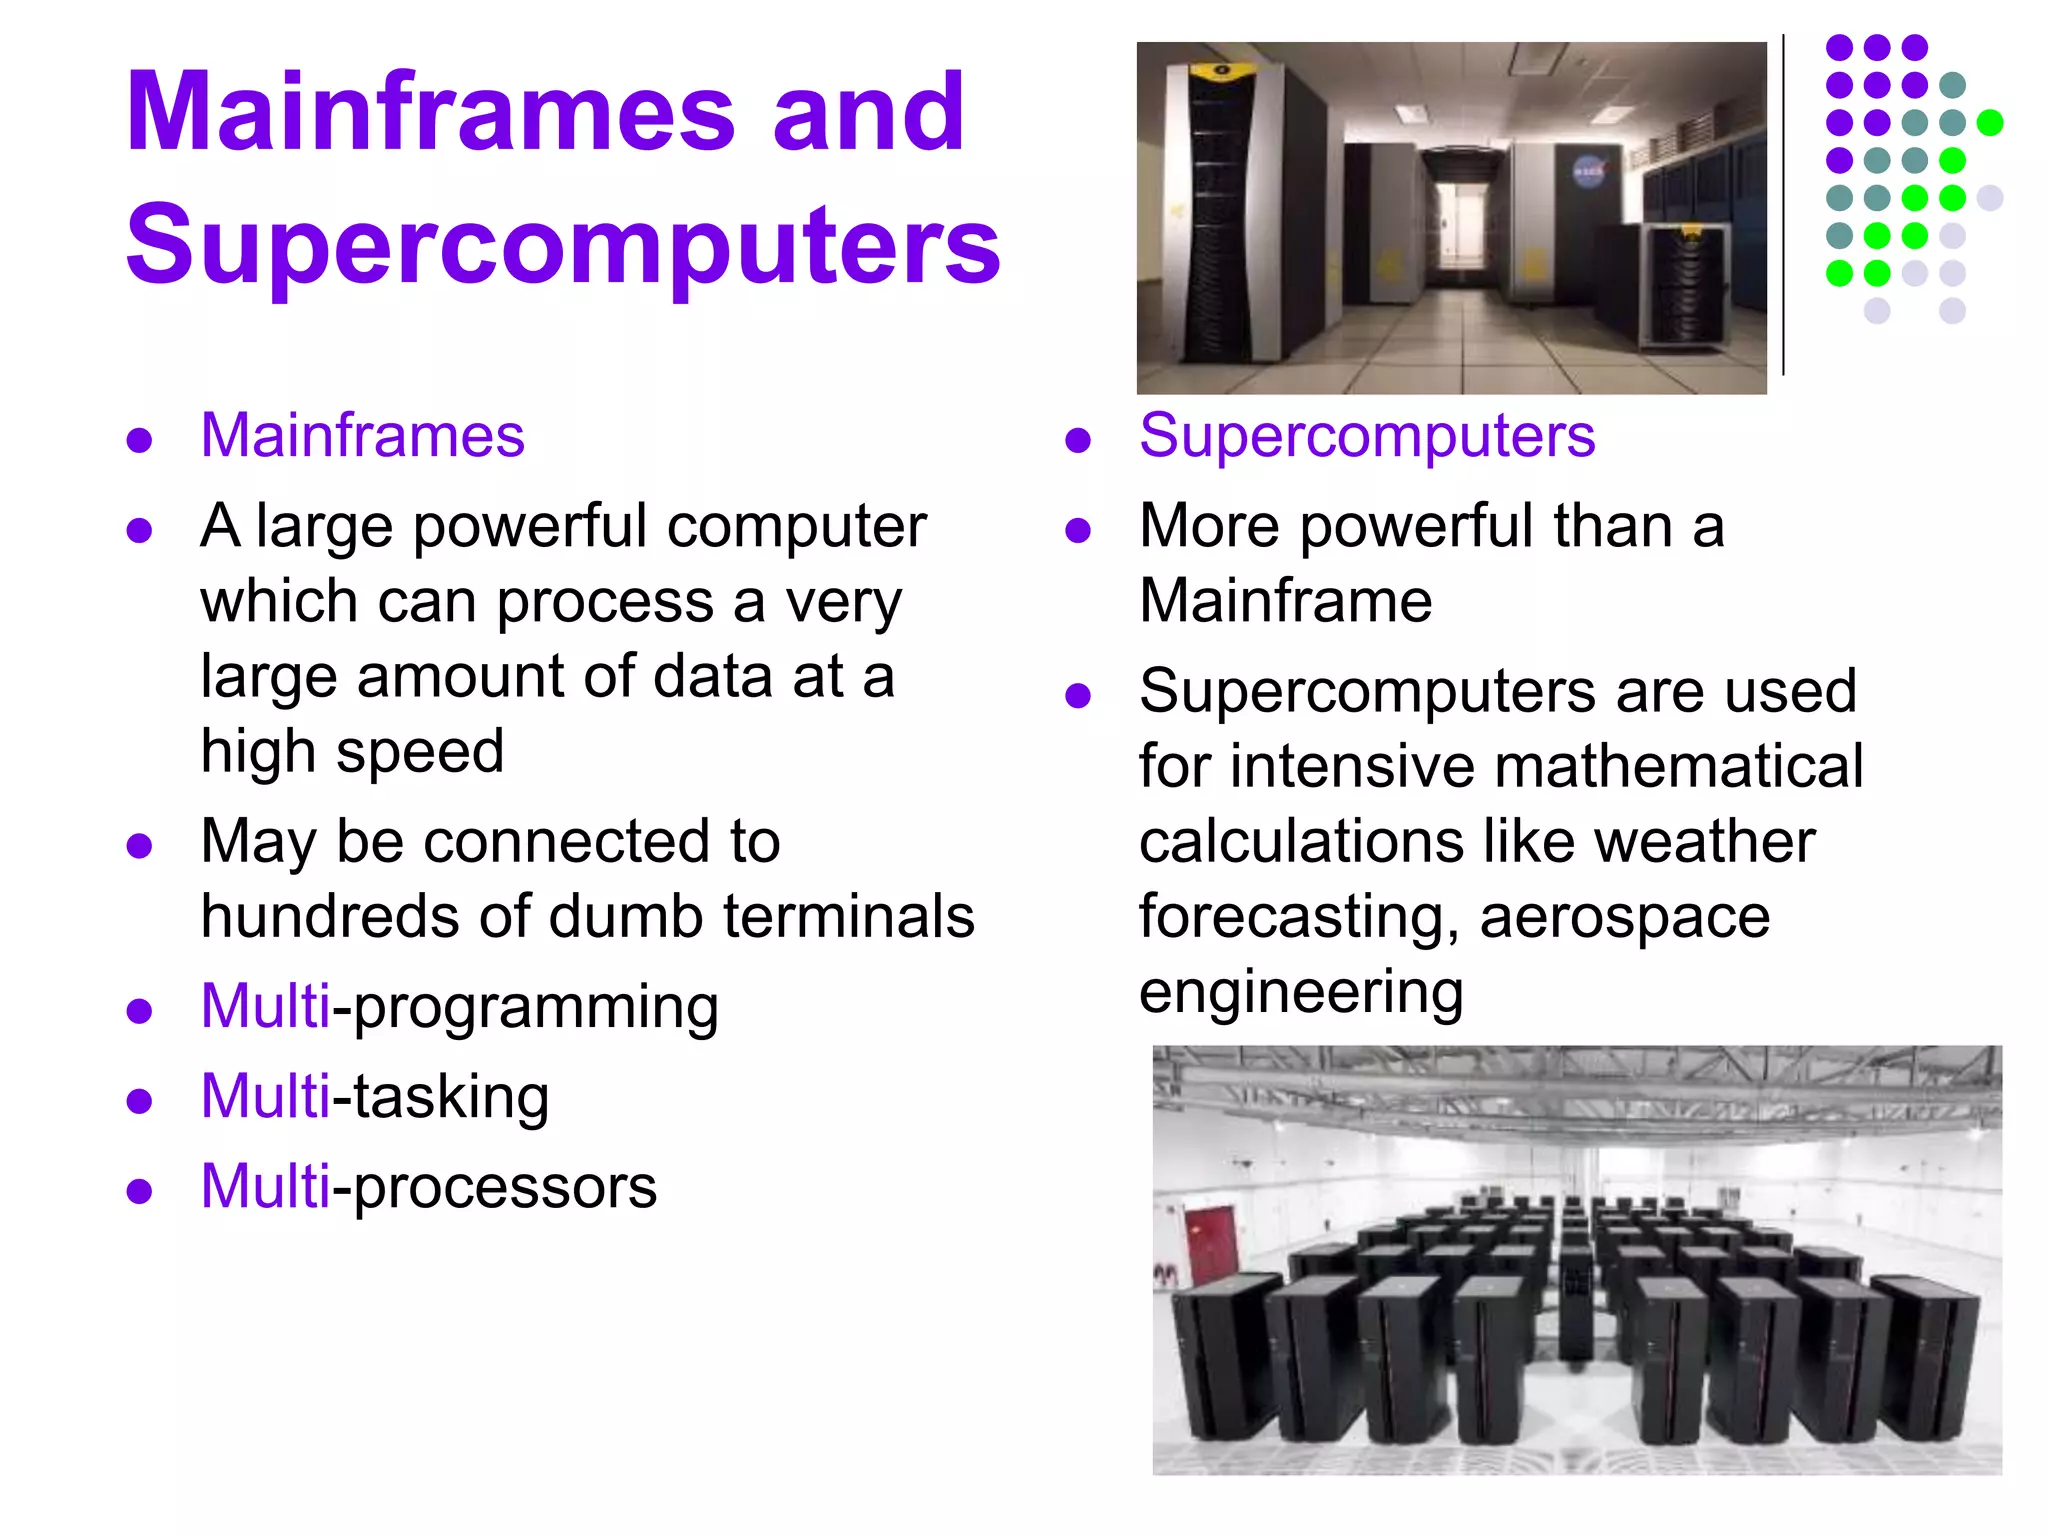 Mainframes and
Supercomputers
Mainframes
A large powerful computer
which can process a very
large amount of data at a
high speed
May be connected to
hundreds of dumb terminals
Multi-programming
Multi-tasking
Multi-processors
Supercomputers
More powerful than a
Mainframe
Supercomputers are used
for intensive mathematical
calculations like weather
forecasting, aerospace
engineering
NASA